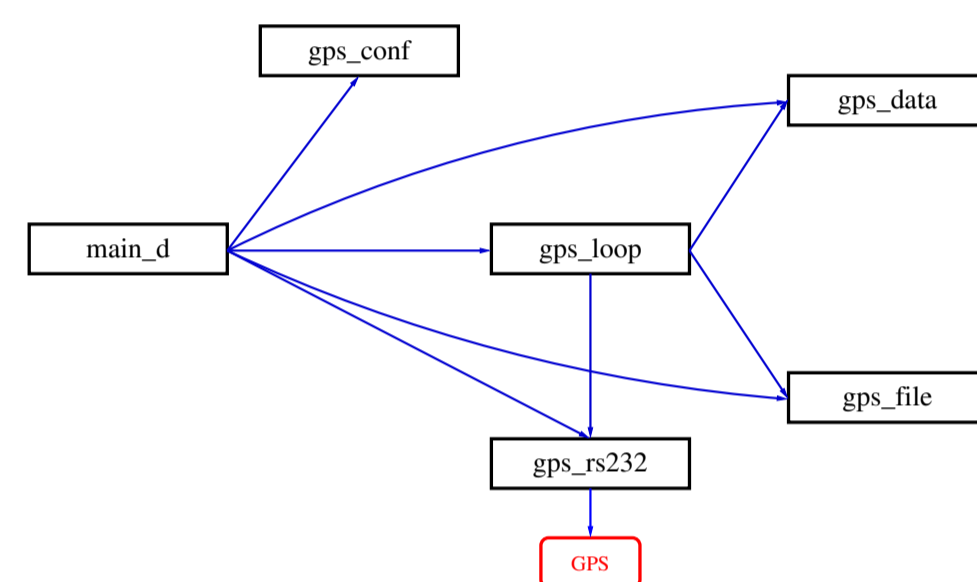 gps_conf
gps_data
main_d
gps_loop
gps_file
gps_rs232
GPS